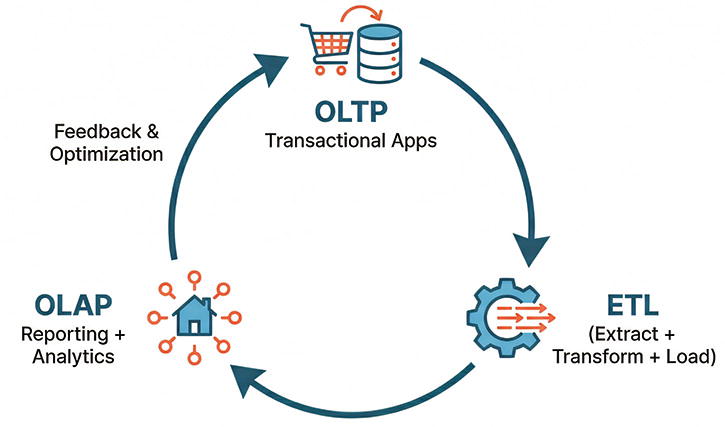 OLTP
Transactional Apps
Feedback &
Optimization
OLAP
Reporting +
Analytics
ETL
(Extract +
Transform + Load)